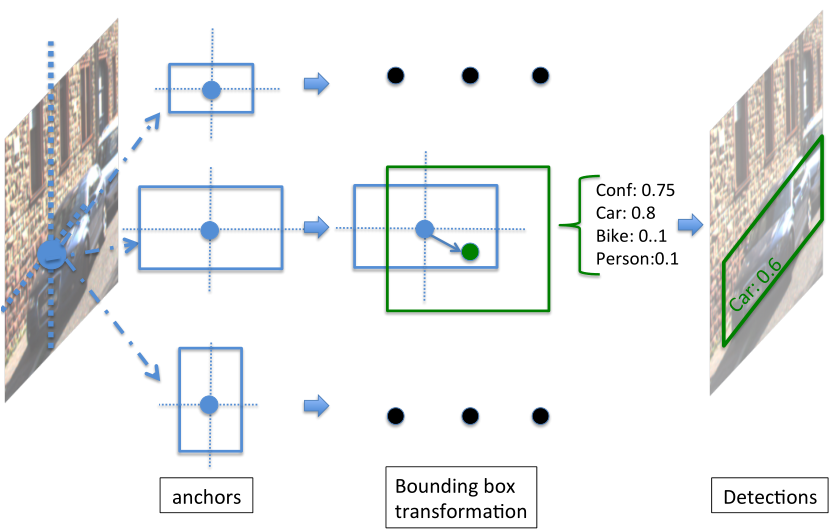 Conf: 0.75
Car: 0.8
Bike: 0..1
Person:0.1
Car: 0.6
anchors
Bounding box
transformation
Detections